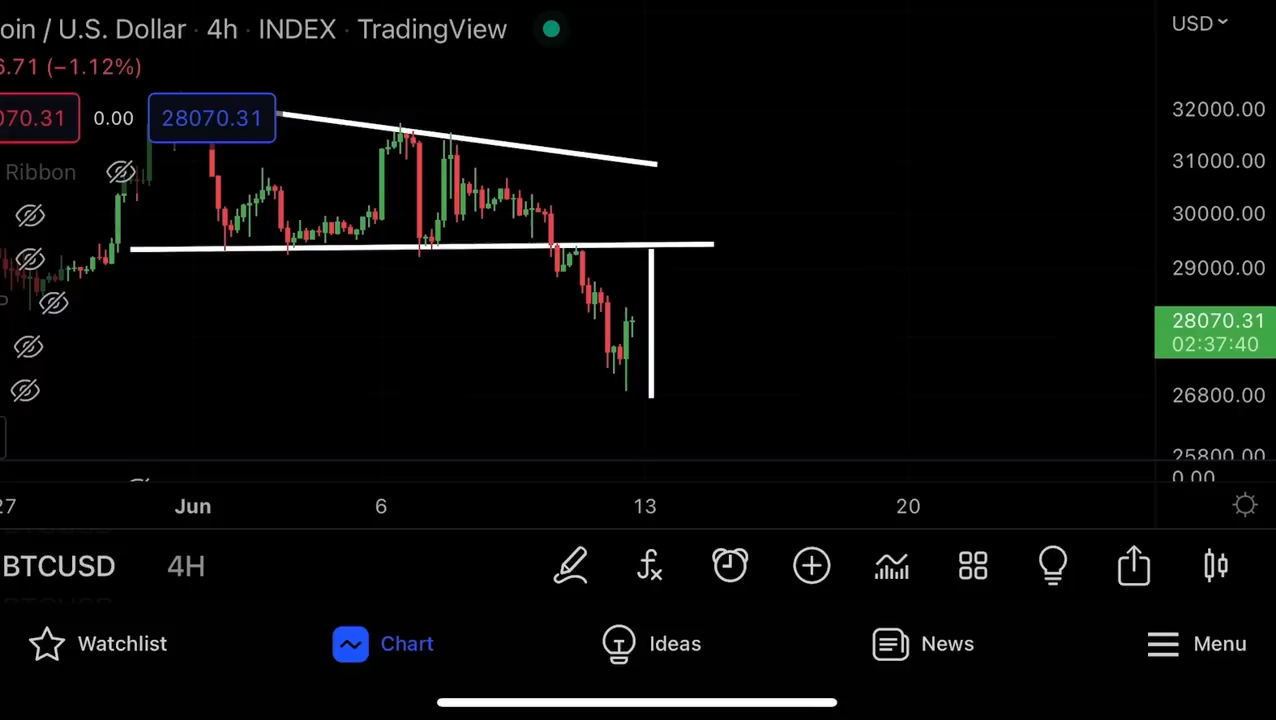 oin / U.S. Dollar · 4h · INDEX · TradingView
USD
6.71 (−1.12%)
070.31
0.00
28070.31
32000.00
31000.00
30000.00
29000.00
28070.31
02:37:40
26800.00
25800.00
0.00
Ribbon
P
27
Jun
6
13
20
BTCUSD
4H
Watchlist
Chart
Ideas
News
Menu